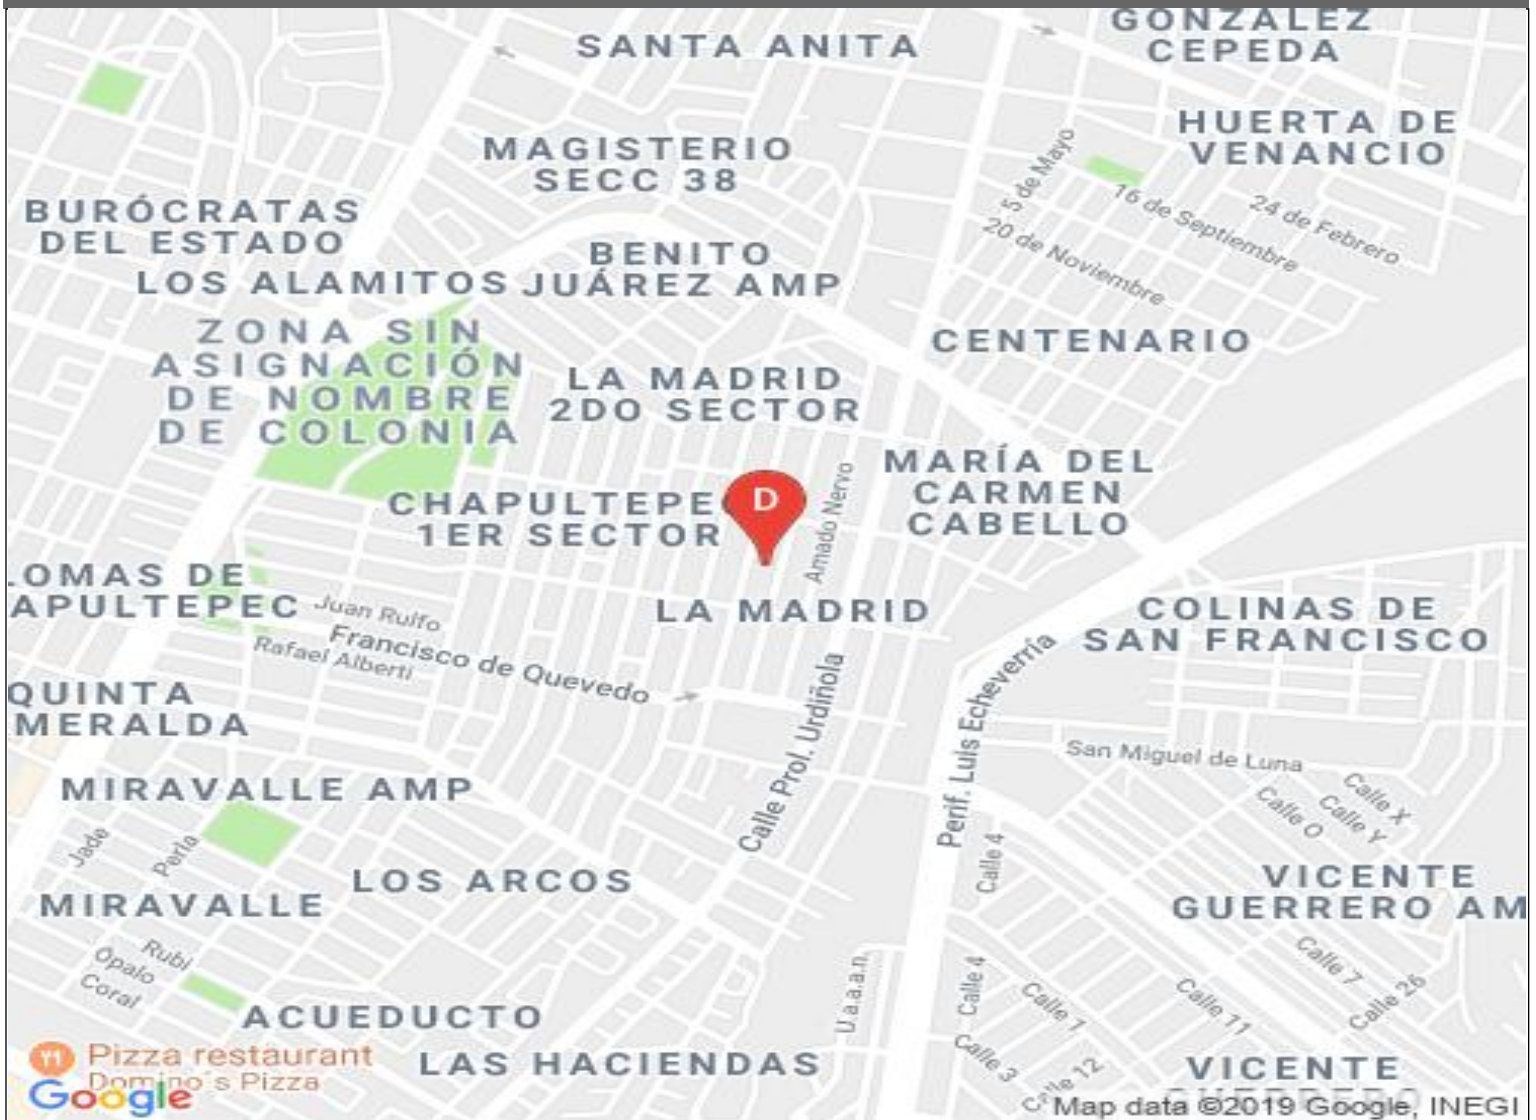 GONZÁLEZ
CEPEDA
SANTA ANITA
HUERTA DE
VENANCIO
MAGISTERIO
SECC 38
5 de Mayo
16 de Septiembre
24 de Febrero
20 de Noviembre
BURÓCRATAS
DEL ESTADO
BENITO
JUÁREZ AMP
LOS ALAMITOS
ZONA SIN
ASIGNACIÓN
DE NOMBRE
DE COLONIA
CENTENARIO
LA MADRID
2DO SECTOR
MARÍA DEL
CARMEN
CABELLO
CHAPULTEPE
1ER SECTOR
D
Amado Nervo
LOMAS DE
APULTEPEC
Juan Rulfo
Francisco de Quevedo
Rafael Alberti
LA MADRID
COLINAS DE
SAN FRANCISCO
QUINTA
MERALDA
Calle Prol. Urdiñola
Perif. Luis Echeverría
San Miguel de Luna
Calle X
Calle Y
Calle O
MIRAVALLE AMP
Jade
Perla
LOS ARCOS
Calle 4
VICENTE
GUERRERO AM
MIRAVALLE
Rubi
Ópalo
Coral
U.a.a.a.n.
Calle 4
Calle 7
Calle 11
Calle 7
Calle 26
ACUEDUCTO
LAS HACIENDAS
Calle 3
Calle 12
VICENTE
GUERRERO
Pizza restaurant
Domino's Pizza
Google
Map data ©2019 Google, INEGI